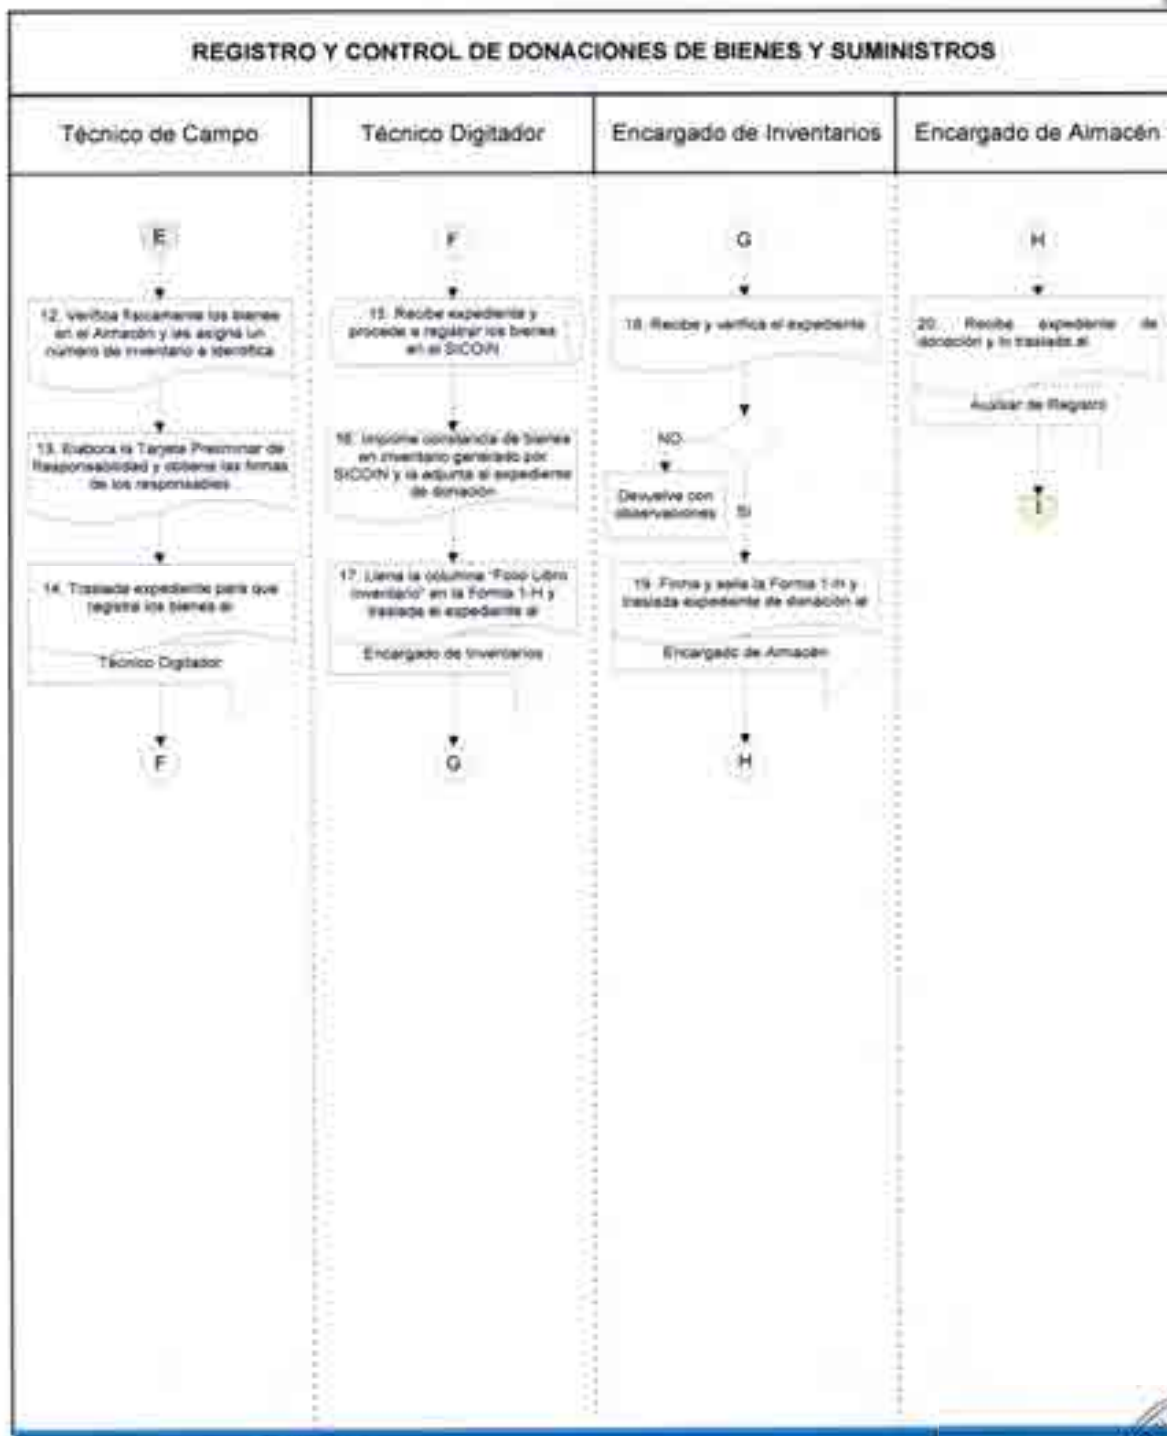 REGISTRO Y CONTROL DE DONACIONES DE BIENES Y SUMINISTROS
Técnico de Campo
Técnico Digitador
Encargado de Inventarios
Encargado de Almacén
E
12. Verifica físicamente los bienes
en el Almacén y les asigna un
número de inventario e identifica
13. Elabora la Tarjeta Preliminar de
Responsabilidad y obtiene las firmas
de los responsables
14. Traslada expediente para que
registra los bienes al
Técnico Digitador
F
F
15. Recibe expediente y
procede a registrar los bienes
en el SICOIN
16. Imprime constancia de bienes
en inventario generado por
SICOIN y la adjunta al expediente
de donación
17. Llena la columna "Folio Libro
Inventario" en la Forma 1-H y
traslada el expediente al
Encargado de Inventarios
G
G
18. Recibe y verifica el expediente
NO
Devuelve con
observaciones
SI
19. Firma y sella la Forma 1-H y
traslada expediente de donación al
Encargado de Almacén
H
H
20. Recibe expediente de
donación y lo traslada al
Auxiliar de Registro
I